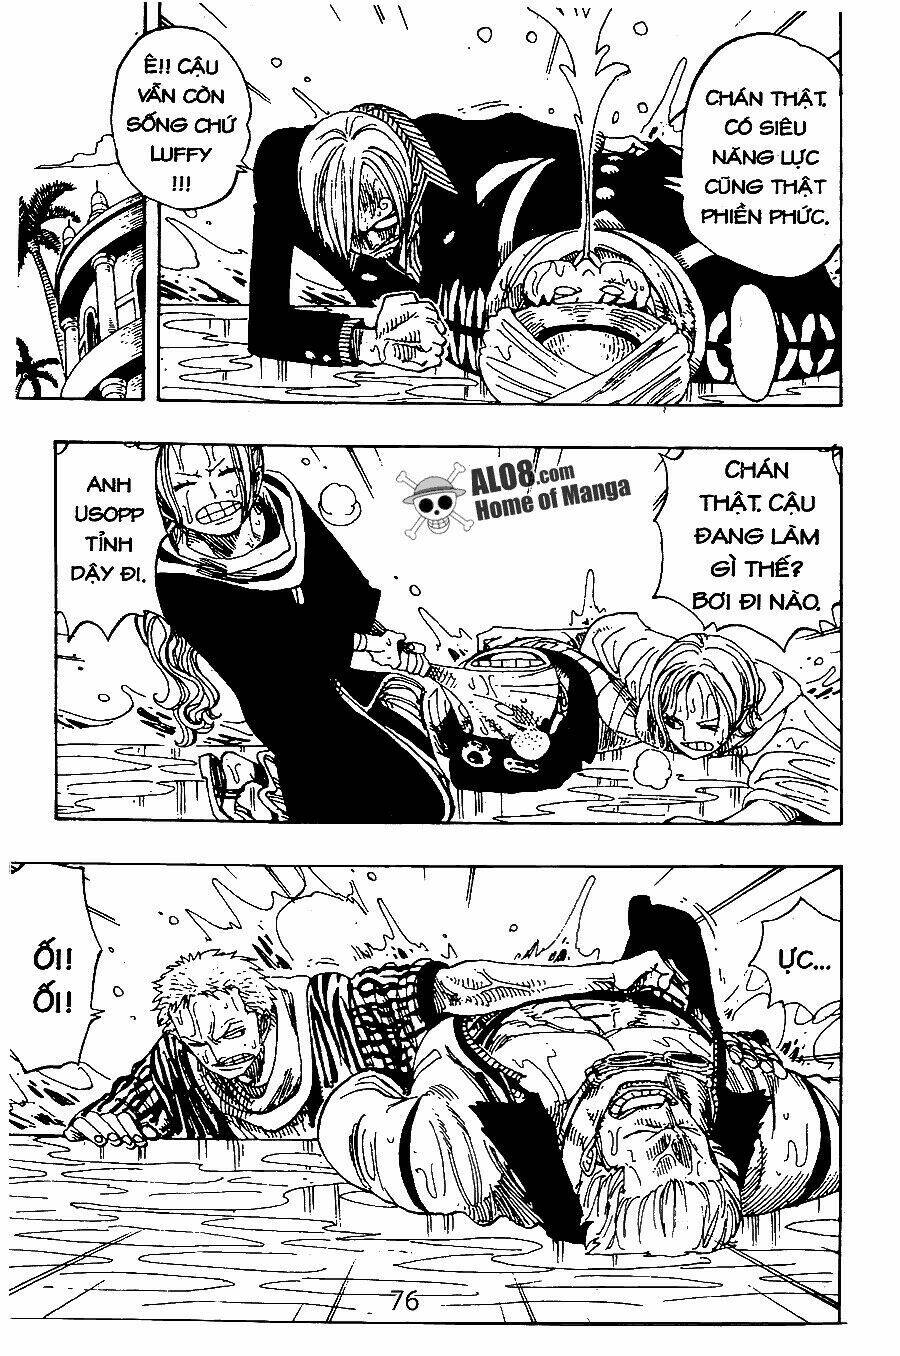 CHÁN THẬT.
CÓ SIÊU
NĂNG LỰC
CŨNG THẬT
PHIỀN PHỨC.
Ê!! CẬU
VẪN CÒN
SỐNG CHỨ
LUFFY
!!!
CHÁN
THẬT. CẬU
ĐANG LÀM
GÌ THẾ?
BƠI ĐI NÀO.
ALO8.com
Home of Manga
ANH
USOPP
TỈNH
DẬY ĐI.
ỰC...
ỐI!!
ỐI!
76